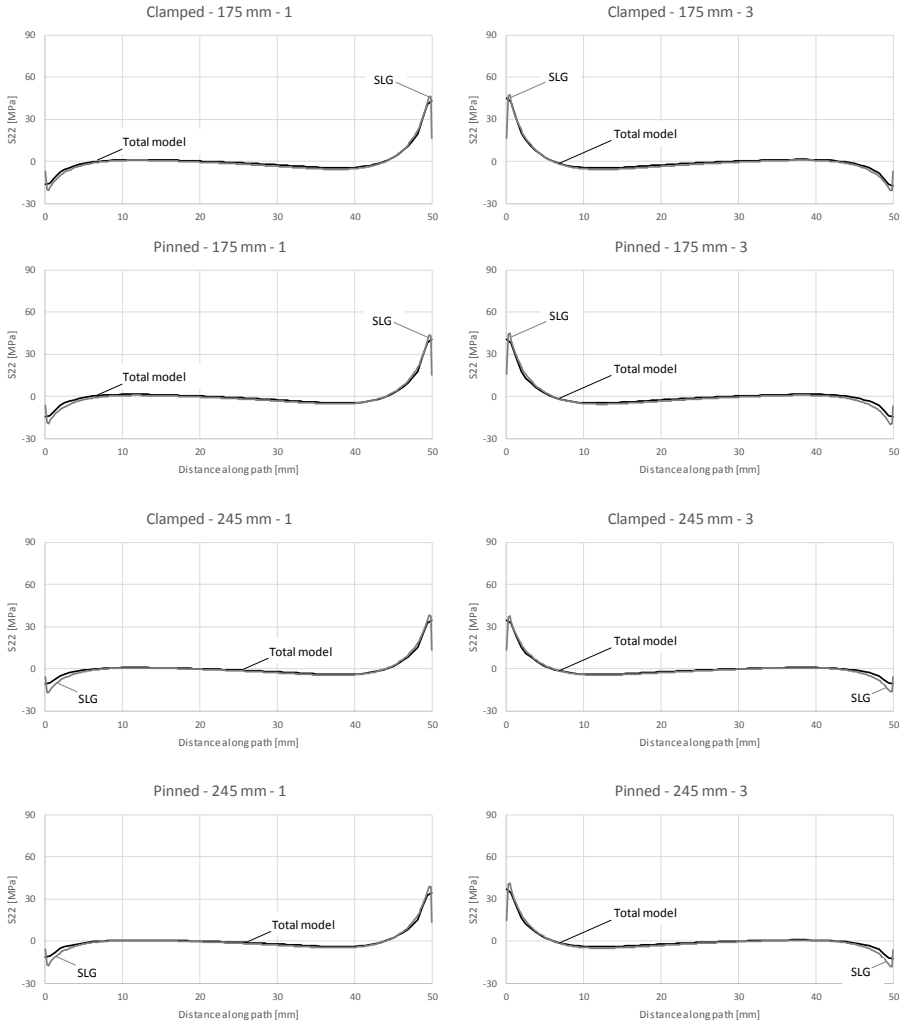 Clamped - 175 mm - 1
S22 [MPa]
90
60
30
0
-30
SLG
Total model
0 10 20 30 40 50
Clamped - 175 mm - 3
S22 [MPa]
90
60
30
0
-30
SLG
Total model
0 10 20 30 40 50
Pinned - 175 mm - 1
S22 [MPa]
90
60
30
0
-30
SLG
Total model
0 10 20 30 40 50
Distance along path [mm]
Pinned - 175 mm - 3
S22 [MPa]
90
60
30
0
-30
SLG
Total model
0 10 20 30 40 50
Distance along path [mm]
Clamped - 245 mm - 1
S22 [MPa]
90
60
30
0
-30
Total model
SLG
0 10 20 30 40 50
Distance along path [mm]
Clamped - 245 mm - 3
S22 [MPa]
90
60
30
0
-30
Total model
SLG
0 10 20 30 40 50
Distance along path [mm]
Pinned - 245 mm - 1
S22 [MPa]
90
60
30
0
-30
Total model
SLG
0 10 20 30 40 50
Distance along path [mm]
Pinned - 245 mm - 3
S22 [MPa]
90
60
30
0
-30
Total model
SLG
0 10 20 30 40 50
Distance along path [mm]